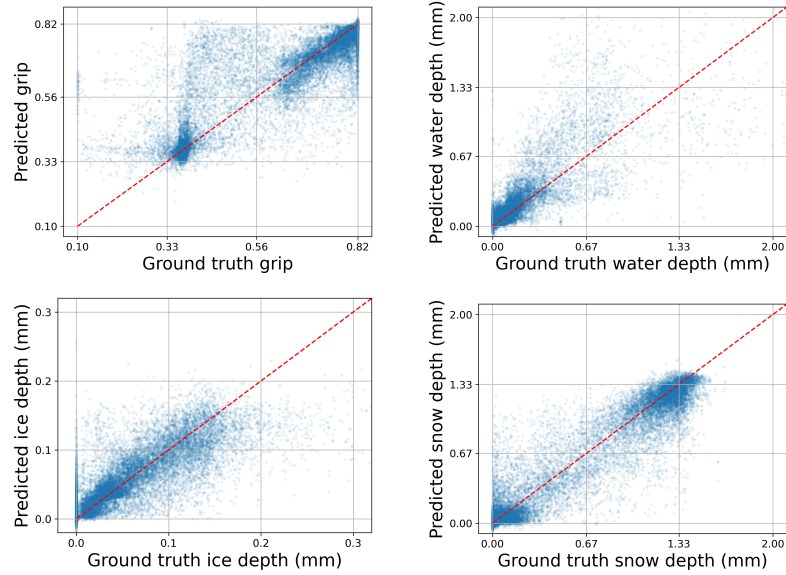 0.82
0.56
0.33
0.10
Predicted grip
0.10 0.33 0.56 0.82
Ground truth grip
2.00
1.33
0.67
0.00
Predicted water depth (mm)
0.00 0.67 1.33 2.00
Ground truth water depth (mm)
0.3
0.2
0.1
0.0
Predicted ice depth (mm)
0.0 0.1 0.2 0.3
Ground truth ice depth (mm)
2.00
1.33
0.67
0.00
Predicted snow depth (mm)
0.00 0.67 1.33 2.00
Ground truth snow depth (mm)